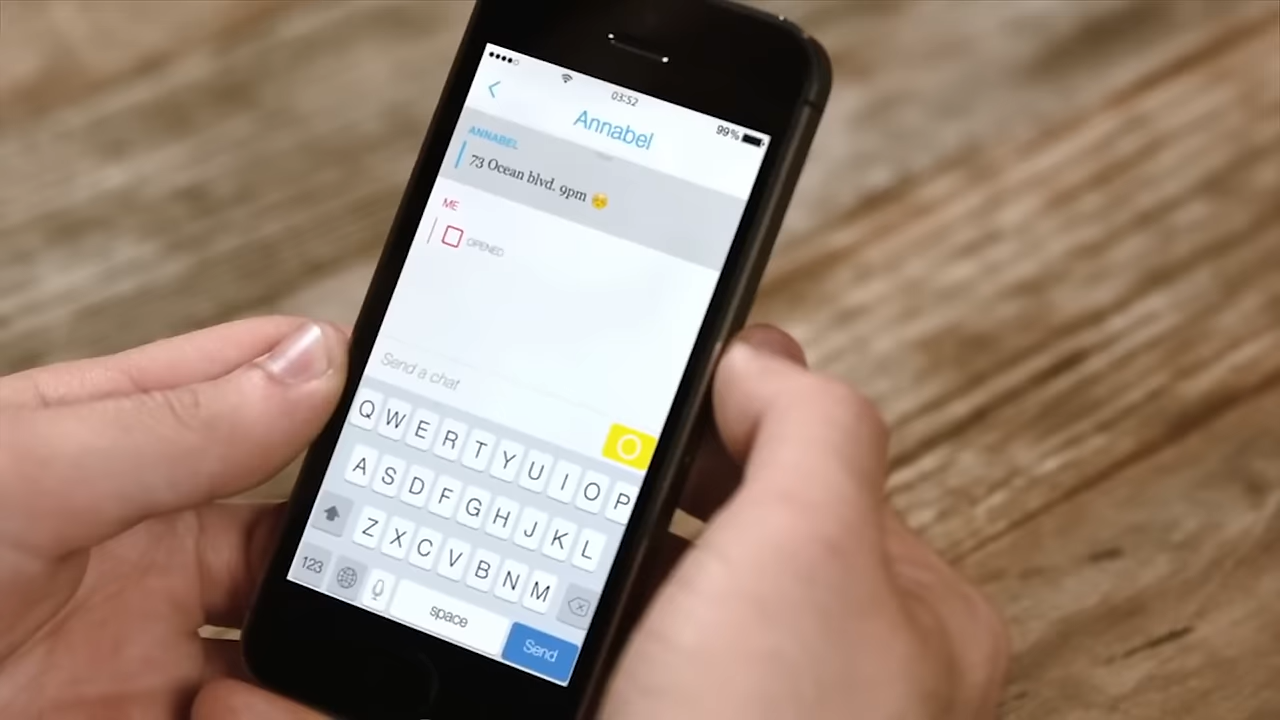 03:52
99%
Annabel
ANNABEL
73 Ocean blvd. 9pm 😚
ME
OPENED
Send a chat
Q W E R T Y U I O P
A S D F G H J K L
Z X C V B N M
123 space Send